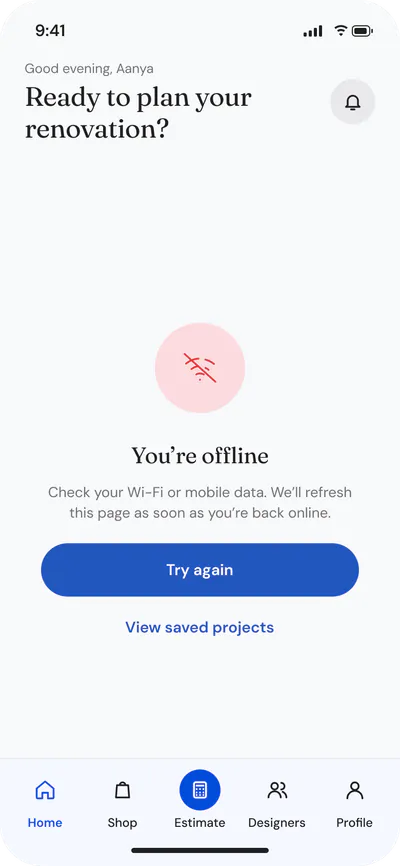 9:41
Good evening, Aanya
Ready to plan your
renovation?
You’re offline
Check your Wi-Fi or mobile data. We’ll refresh
this page as soon as you’re back online.
Try again
View saved projects
Home
Shop
Estimate
Designers
Profile